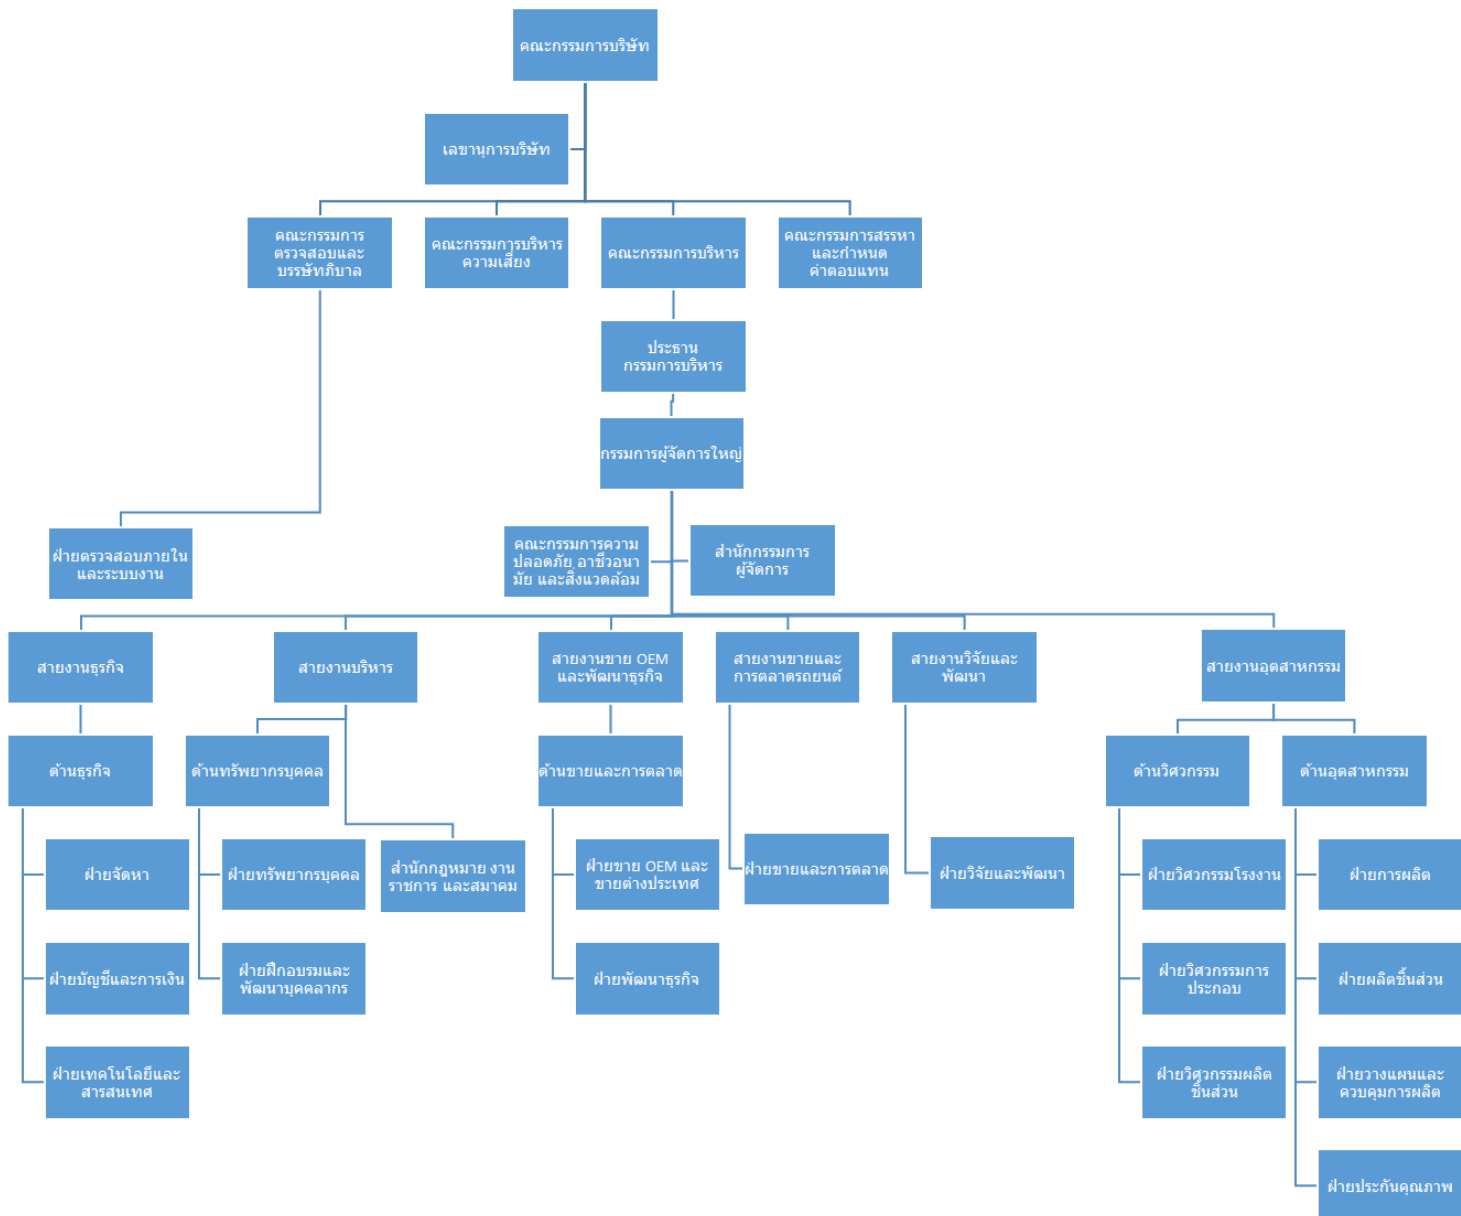 คณะกรรมการบริษัท
เลขานุการบริษัท
คณะกรรมการ
ตรวจสอบและ
บรรษัทภิบาล
คณะกรรมการบริหาร
ความเสี่ยง
คณะกรรมการบริหาร
คณะกรรมการสรรหา
และกำหนด
ค่าตอบแทน
ประธาน
กรรมการบริหาร
กรรมการผู้จัดการใหญ่
ฝ่ายตรวจสอบภายใน
และระบบงาน
คณะกรรมการความ
ปลอดภัย อาชีวอนา
มัย และสิ่งแวดล้อม
สำนักกรรมการ
ผู้จัดการ
สายงานธุรกิจ
สายงานบริหาร
สายงานขาย OEM
และพัฒนาธุรกิจ
สายงานขายและ
การตลาดรถยนต์
สายงานวิจัยและ
พัฒนา
สายงานอุตสาหกรรม
ด้านธุรกิจ
ด้านทรัพยากรบุคคล
ด้านขายและการตลาด
ด้านวิศวกรรม
ด้านอุตสาหกรรม
ฝ่ายจัดหา
ฝ่ายทรัพยากรบุคคล
สำนักกฎหมาย งาน
ราชการ และสมาคม
ฝ่ายขาย OEM และ
ขายต่างประเทศ
ฝ่ายขายและการตลาด
ฝ่ายวิจัยและพัฒนา
ฝ่ายวิศวกรรมโรงงาน
ฝ่ายการผลิต
ฝ่ายบัญชีและการเงิน
ฝ่ายฝึกอบรมและ
พัฒนาบุคคลากร
ฝ่ายพัฒนาธุรกิจ
ฝ่ายวิศวกรรมการ
ประกอบ
ฝ่ายผลิตชิ้นส่วน
ฝ่ายเทคโนโลยีและ
สารสนเทศ
ฝ่ายวิศวกรรมผลิต
ชิ้นส่วน
ฝ่ายวางแผนและ
ควบคุมการผลิต
ฝ่ายประกันคุณภาพ